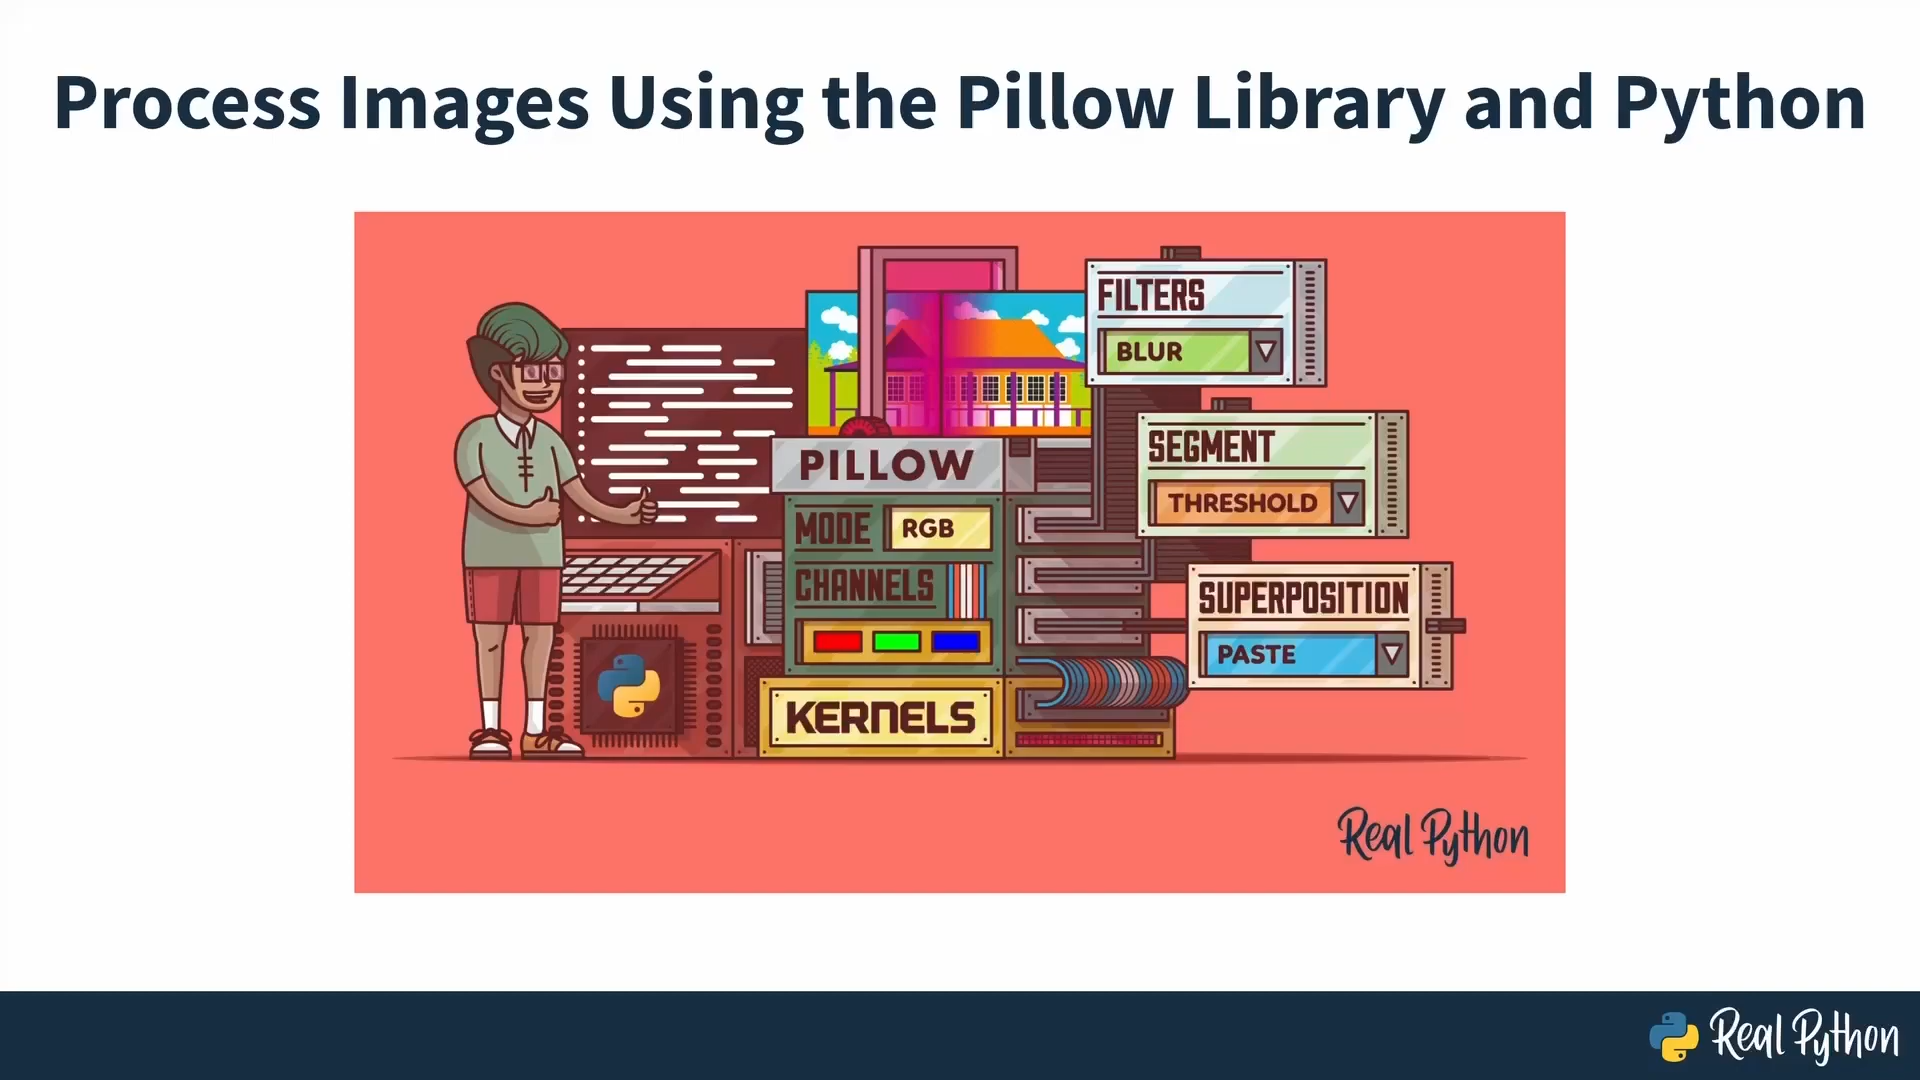 Process Images Using the Pillow Library and Python
FILTERS
BLUR
SEGMENT
THRESHOLD
PILLOW
MODE RGB
CHANNELS
SUPERPOSITION
PASTE
KERNELS
Real Python
Real Python